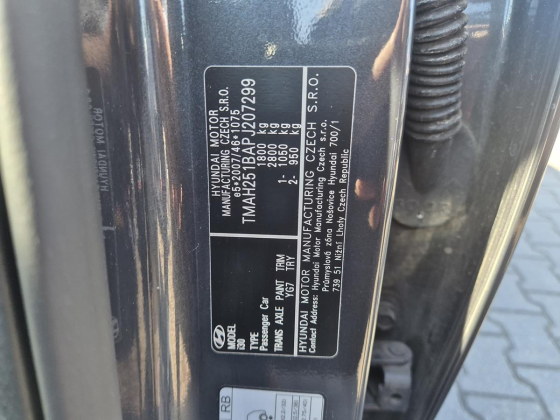 HYUNDAI MOTOR
MANUFACTURING CZECH S.R.O.
e5*2007/46*1075
TMAH251BAPJ207299
1800 kg
2800 kg
1- 1050 kg
2- 950 kg
MODEL
i30
TYPE
Passenger Car
TRANS AXLE PAINT TRIM
YG7 TRY
HYUNDAI MOTOR MANUFACTURING CZECH S.R.O.
Contact Address: Hyundai Motor Manufacturing Czech s.r.o.
Průmyslová zóna Nošovice Hyundai 700/1
739 51 Nižní Lhoty Czech Republic
RB